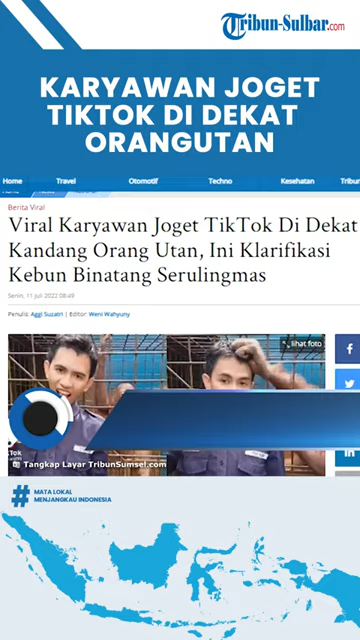 Tribun-Sulbar.com
KARYAWAN JOGET
TIKTOK DI DEKAT
ORANGUTAN
Home Travel Otomotif Techno Kesehatan Tribun
Berita Viral
Viral Karyawan Joget TikTok Di Dekat
Kandang Orang Utan, Ini Klarifikasi
Kebun Binatang Serulingmas
Senin, 11 Juli 2022 08:49
Penulis: Aggi Suzatri | Editor: Weni Wahyuny
lihat foto
Tok
Tangkap Layar TribunSumsel.com
# MATA LOKAL
MENJANGKAU INDONESIA